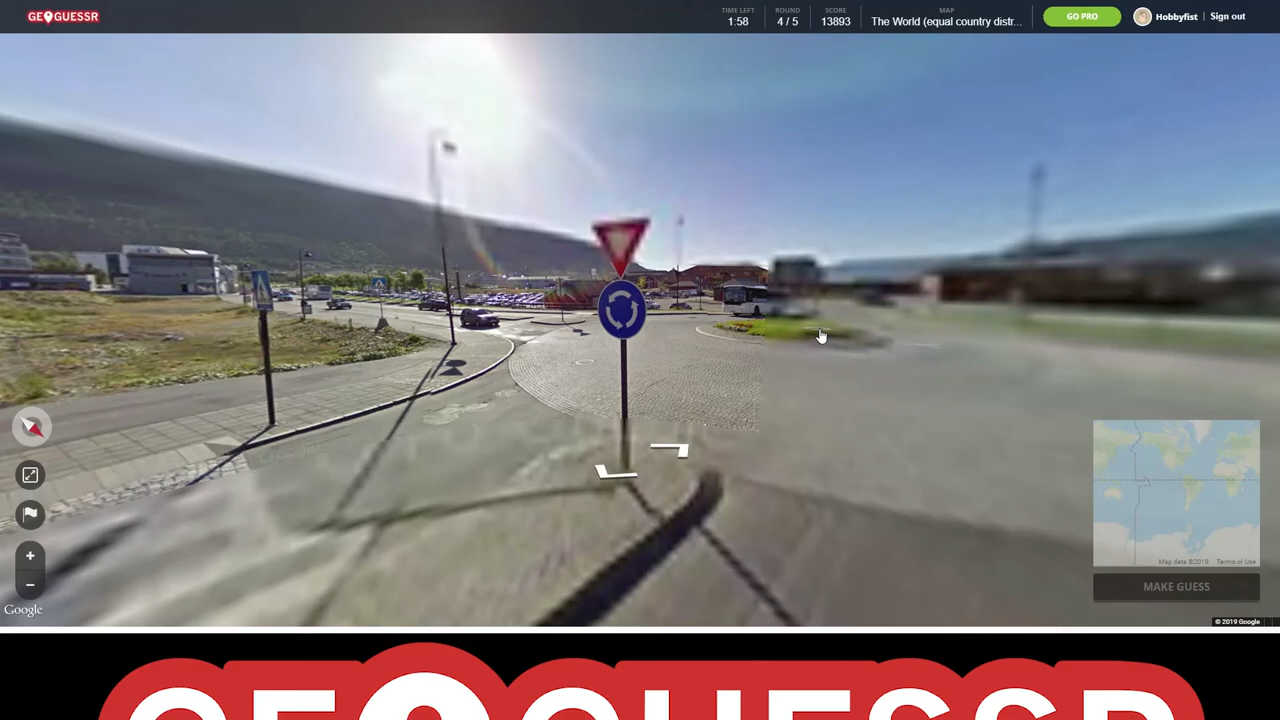 GEOGUESSR
TIME LEFT
1:58
ROUND
4 / 5
SCORE
13893
MAP
The World (equal country distr...
GO PRO
Hobbyfist | Sign out
+
−
Google
Map data ©2019 Terms of Use
MAKE GUESS
© 2019 Google
GEOGUESSR